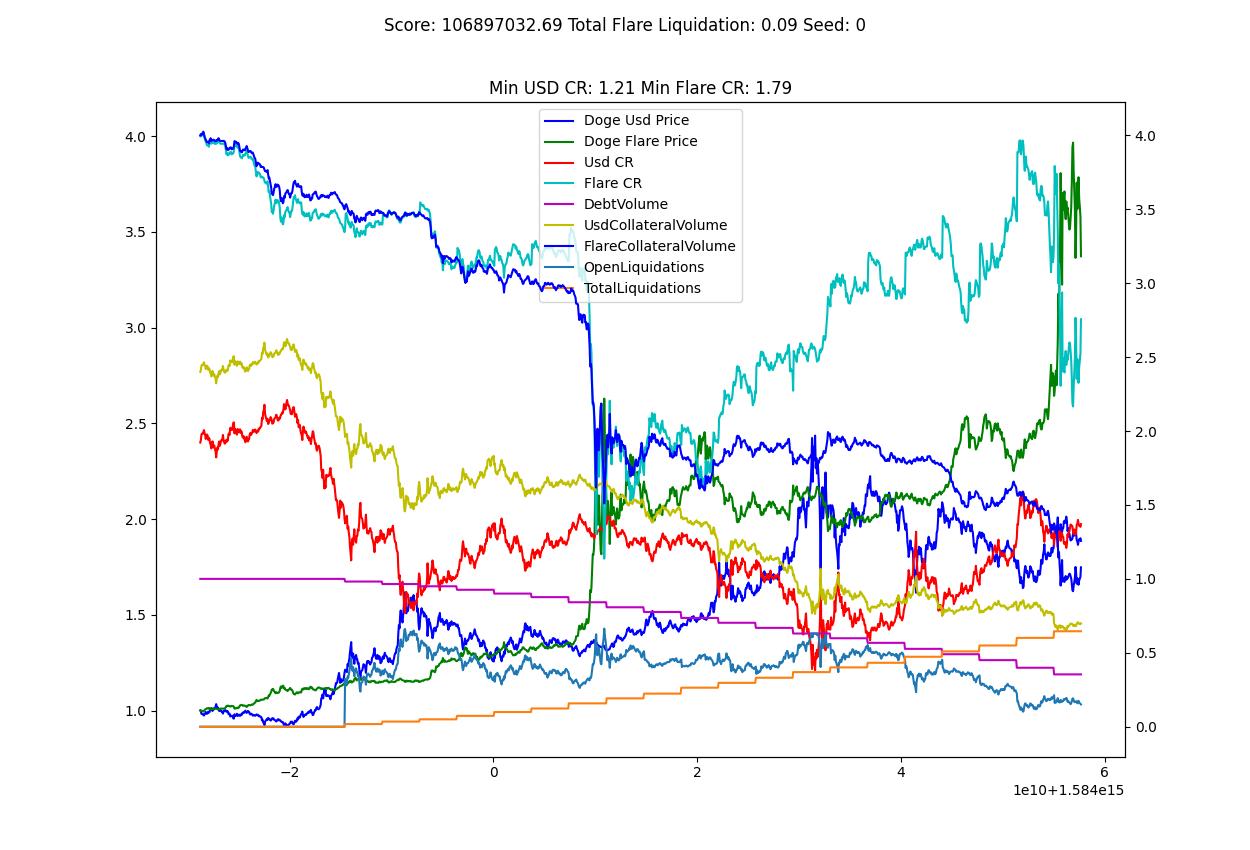 Score: 106897032.69 Total Flare Liquidation: 0.09 Seed: 0
Min USD CR: 1.21 Min Flare CR: 1.79
Doge Usd Price
Doge Flare Price
Usd CR
Flare CR
DebtVolume
UsdCollateralVolume
FlareCollateralVolume
OpenLiquidations
TotalLiquidations
4.0
3.5
3.0
2.5
2.0
1.5
1.0
4.0
3.5
3.0
2.5
2.0
1.5
1.0
0.5
0.0
−2
0
2
4
6
1e10+1.584e15